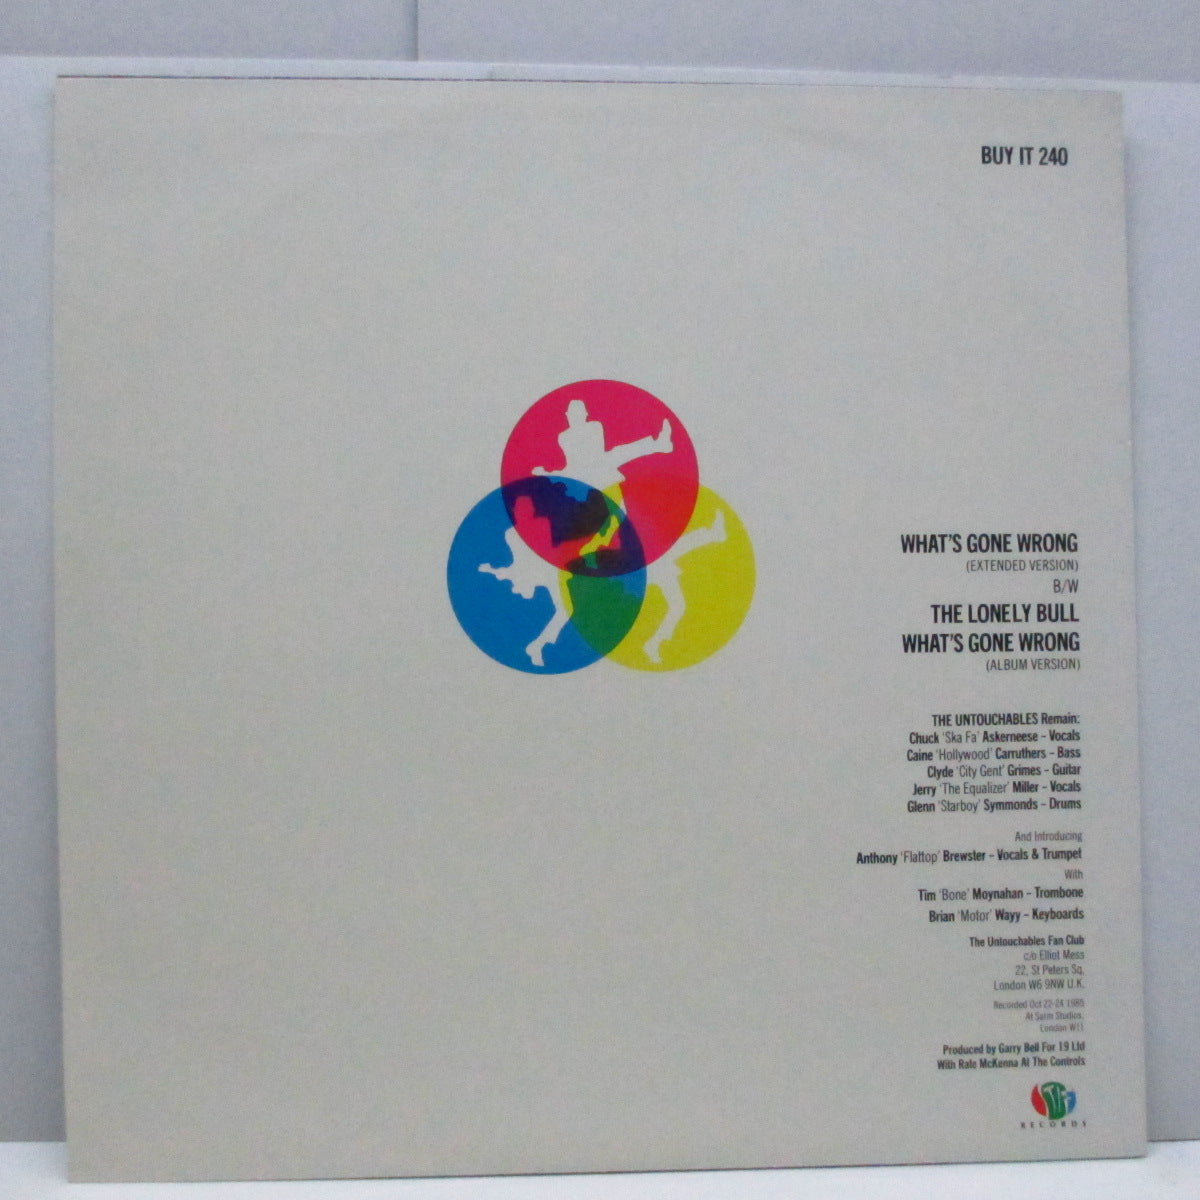 BUY IT 240
WHAT'S GONE WRONG
(EXTENDED VERSION)
B/W
THE LONELY BULL
WHAT'S GONE WRONG
(ALBUM VERSION)
THE UNTOUCHABLES Remain:
Chuck 'Ska Fa' Askerneese – Vocals
Caine 'Hollywood' Carruthers – Bass
Clyde 'City Gent' Grimes – Guitar
Jerry 'The Equalizer' Miller – Vocals
Glenn 'Starboy' Symmonds – Drums
And Introducing
Anthony 'Flattop' Brewster – Vocals & Trumpet
With
Tim 'Bone' Moynahan – Trombone
Brian 'Motor' Wayy – Keyboards
The Untouchables Fan Club
c/o Elliot Mess
22, St Peters Sq,
London W6 9NW U.K.
Recorded Oct 22-24 1985
At Sarm Studios,
London W11
Produced by Garry Bell For 19 Ltd
With Rafe McKenna At The Controls
RECORDS